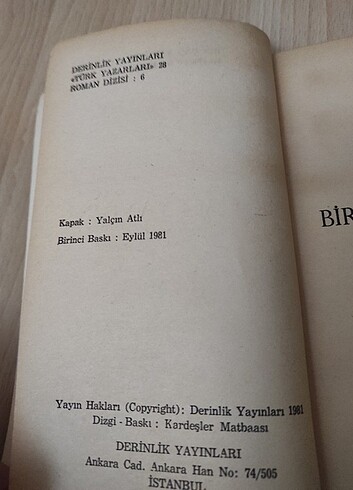 DERİNLİK YAYINLARI
«TÜRK YAZARLARI» 28
ROMAN DİZİSİ : 6
Kapak : Yalçın Atlı
Birinci Baskı : Eylül 1981
BİR
Yayın Hakları (Copyright): Derinlik Yayınları 1981
Dizgi - Baskı : Kardeşler Matbaası
DERİNLİK YAYINLARI
Ankara Cad. Ankara Han No: 74/505
İSTANBUL